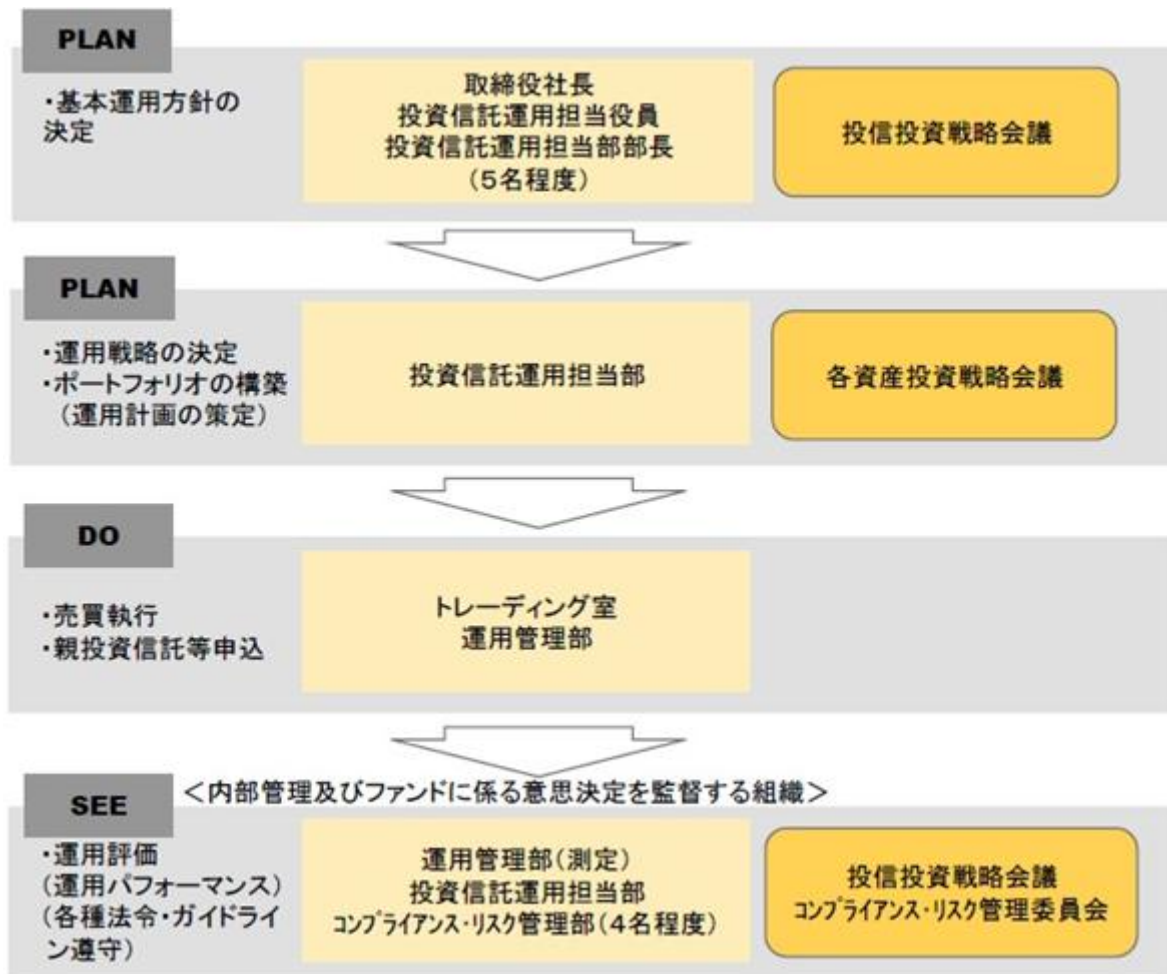 PLAN
・基本運用方針の
決定
取締役社長
投資信託運用担当役員
投資信託運用担当部部長
(5名程度)
投信投資戦略会議
PLAN
・運用戦略の決定
・ポートフォリオの構築
(運用計画の策定)
投資信託運用担当部
各資産投資戦略会議
DO
・売買執行
・親投資信託等申込
トレーディング室
運用管理部
SEE
＜内部管理及びファンドに係る意思決定を監督する組織＞
・運用評価
(運用パフォーマンス)
(各種法令・ガイドライ
ン遵守)
運用管理部(測定)
投資信託運用担当部
ｺﾝﾌﾟﾗｲｱﾝｽ･ﾘｽｸ管理部(4名程度)
投信投資戦略会議
ｺﾝﾌﾟﾗｲｱﾝｽ･ﾘｽｸ管理委員会